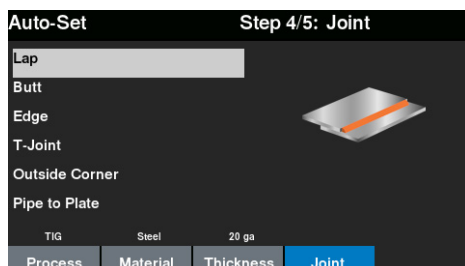 Auto-Set Step 4/5: Joint
Lap
Butt
Edge
T-Joint
Outside Corner
Pipe to Plate
TIG Steel 20 ga
Process Material Thickness Joint